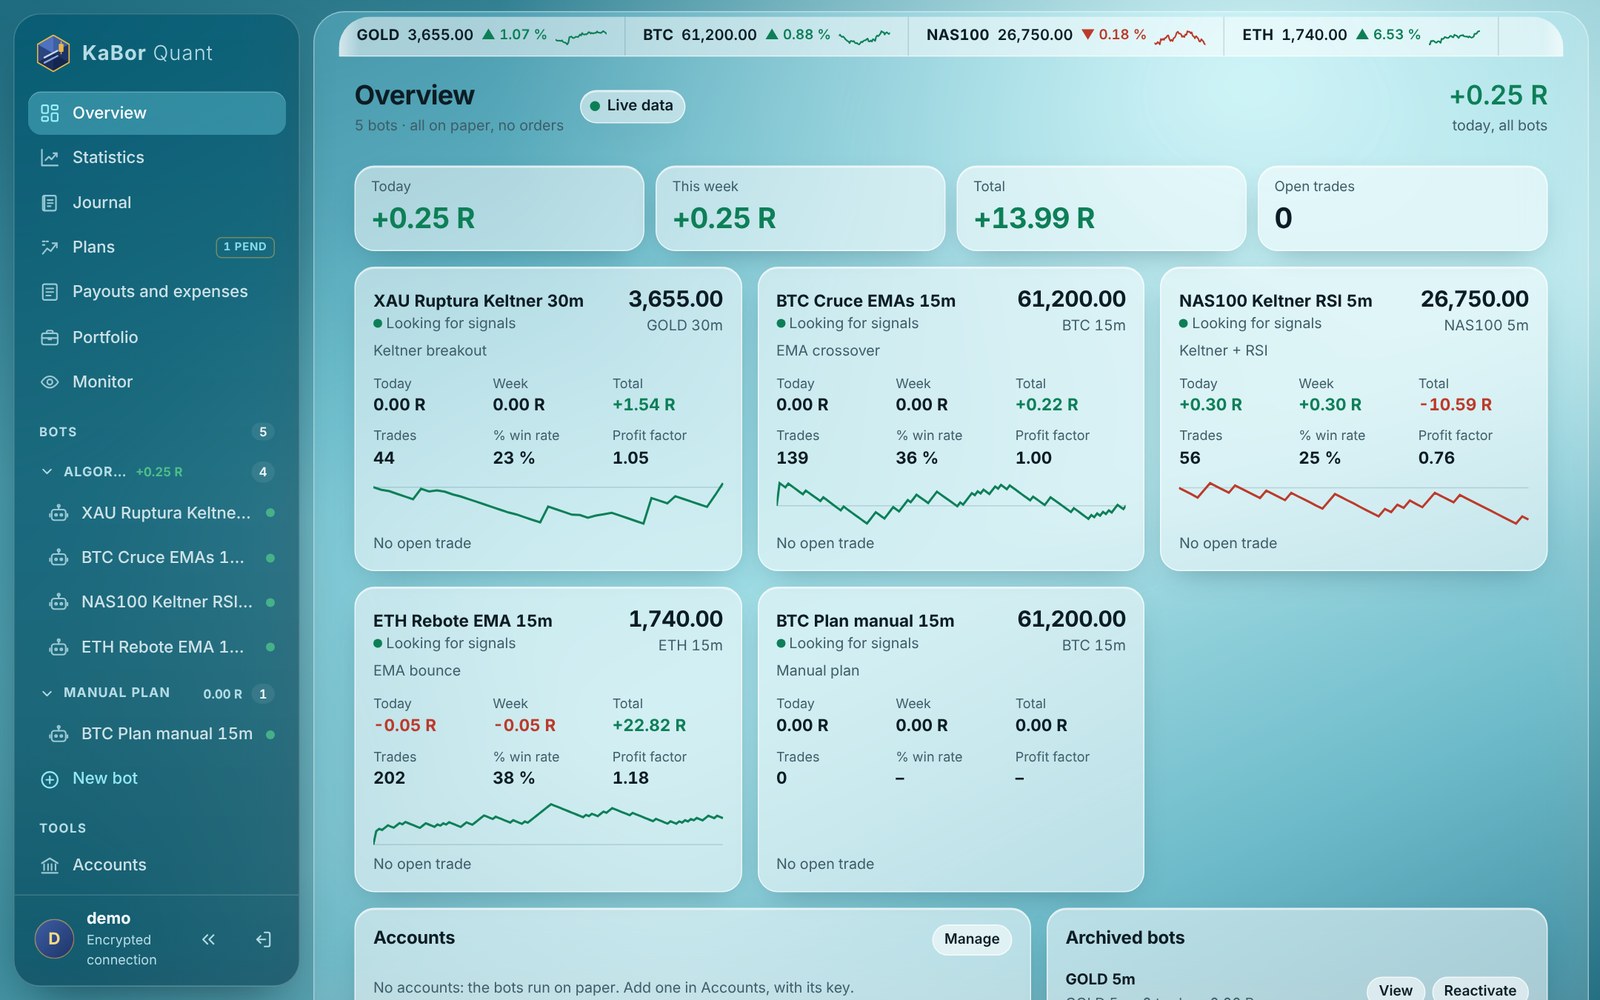 KaBor Quant
Overview
Statistics
Journal
Plans 1 PEND
Payouts and expenses
Portfolio
Monitor
BOTS 5
ALGOR... +0.25 R 4
XAU Ruptura Keltne...
BTC Cruce EMAs 1...
NAS100 Keltner RSI...
ETH Rebote EMA 1...
MANUAL PLAN 0.00 R 1
BTC Plan manual 15m
New bot
TOOLS
Accounts
D
demo
Encrypted
connection
GOLD 3,655.00 ▲ 1.07 % BTC 61,200.00 ▲ 0.88 % NAS100 26,750.00 ▼ 0.18 % ETH 1,740.00 ▲ 6.53 %
Overview
5 bots · all on paper, no orders
Live data
+0.25 R
today, all bots
Today
+0.25 R
This week
+0.25 R
Total
+13.99 R
Open trades
0
XAU Ruptura Keltner 30m 3,655.00
Looking for signals GOLD 30m
Keltner breakout
Today Week Total
0.00 R 0.00 R +1.54 R
Trades % win rate Profit factor
44 23 % 1.05
No open trade
BTC Cruce EMAs 15m 61,200.00
Looking for signals BTC 15m
EMA crossover
Today Week Total
0.00 R 0.00 R +0.22 R
Trades % win rate Profit factor
139 36 % 1.00
No open trade
NAS100 Keltner RSI 5m 26,750.00
Looking for signals NAS100 5m
Keltner + RSI
Today Week Total
+0.30 R +0.30 R -10.59 R
Trades % win rate Profit factor
56 25 % 0.76
No open trade
ETH Rebote EMA 15m 1,740.00
Looking for signals ETH 15m
EMA bounce
Today Week Total
-0.05 R -0.05 R +22.82 R
Trades % win rate Profit factor
202 38 % 1.18
No open trade
BTC Plan manual 15m 61,200.00
Looking for signals BTC 15m
Manual plan
Today Week Total
0.00 R 0.00 R 0.00 R
Trades % win rate Profit factor
0 – –
No open trade
Accounts Manage
No accounts: the bots run on paper. Add one in Accounts, with its key.
Archived bots
GOLD 5m
View Reactivate